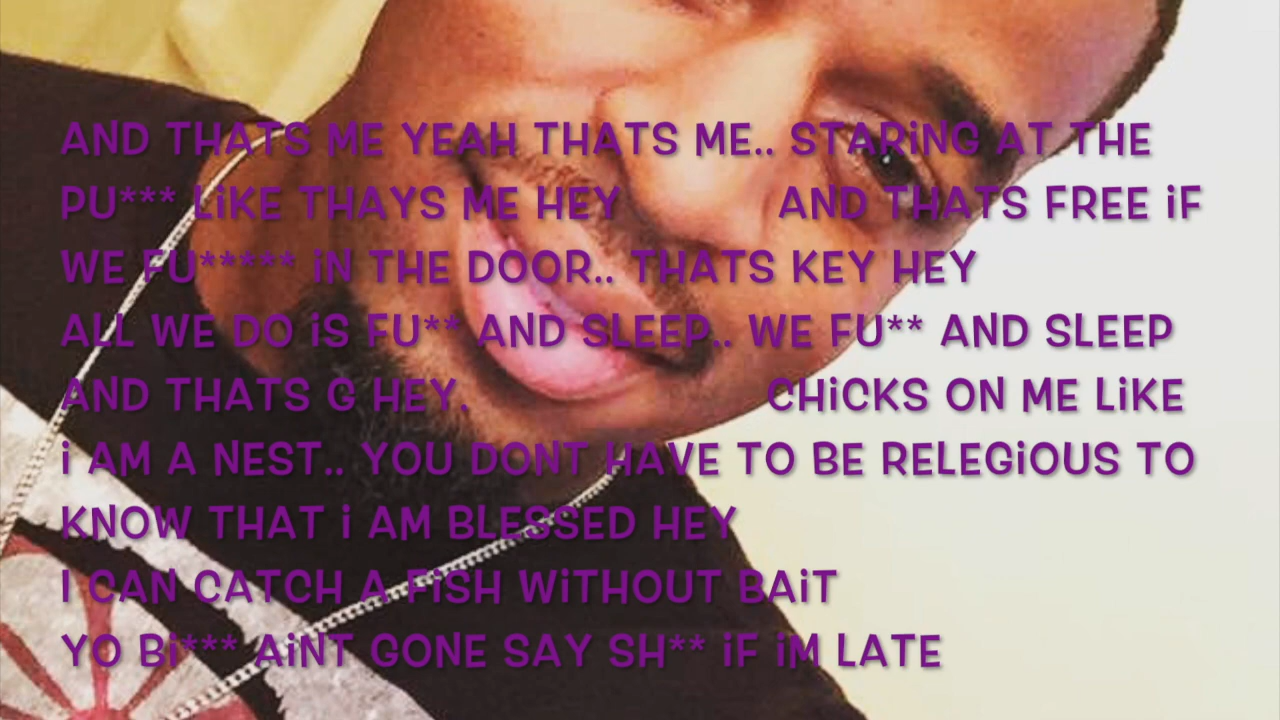 AND THATS ME YEAH THATS ME.. STARiNG AT THE
PU*** LiKE THAYS ME HEY AND THATS FREE iF
WE FU***** iN THE DOOR.. THATS KEY HEY
ALL WE DO iS FU** AND SLEEP.. WE FU** AND SLEEP
AND THATS G HEY. CHiCKS ON ME LiKE
i AM A NEST.. YOU DONT HAVE TO BE RELEGiOUS TO
KNOW THAT i AM BLESSED HEY
I CAN CATCH A FiSH WiTHOUT BAiT
YO Bi*** AiNT GONE SAY SH** iF iM LATE